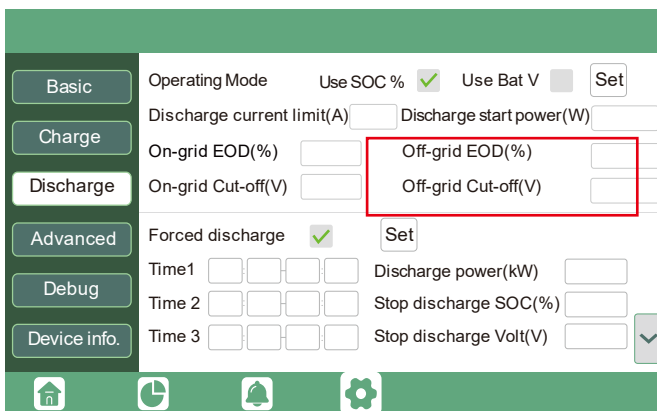 Basic
Charge
Discharge
Advanced
Debug
Device info.
Operating Mode Use SOC % Use Bat V Set
Discharge current limit(A) Discharge start power(W)
On-grid EOD(%) Off-grid EOD(%)
On-grid Cut-off(V) Off-grid Cut-off(V)
Forced discharge Set
Time1 : - : Discharge power(kW)
Time 2 : - : Stop discharge SOC(%)
Time 3 : - : Stop discharge Volt(V)